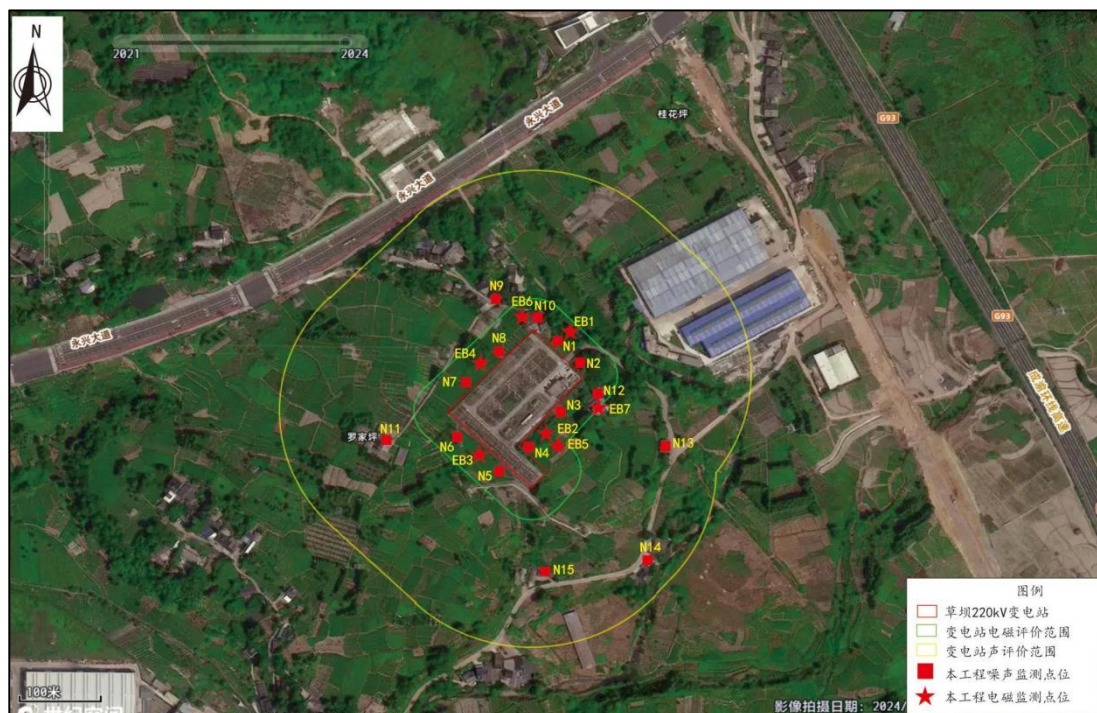 N
2021
2024
永兴大道
桂花坪
G93
永兴大道
永兴大道
G93
永兴大道
成渝环线高速
N9
EB6
N10
EB1
N1
N8
N2
EB4
N7
N12
EB7
N3
罗家坪
N11
N6
EB2
N13
EB3
N4
EB5
N5
N14
N15
图例
草坝220kV变电站
变电站电磁评价范围
变电站声评价范围
本工程噪声监测点位
本工程电磁监测点位
100米
影像拍摄日期: 2024/